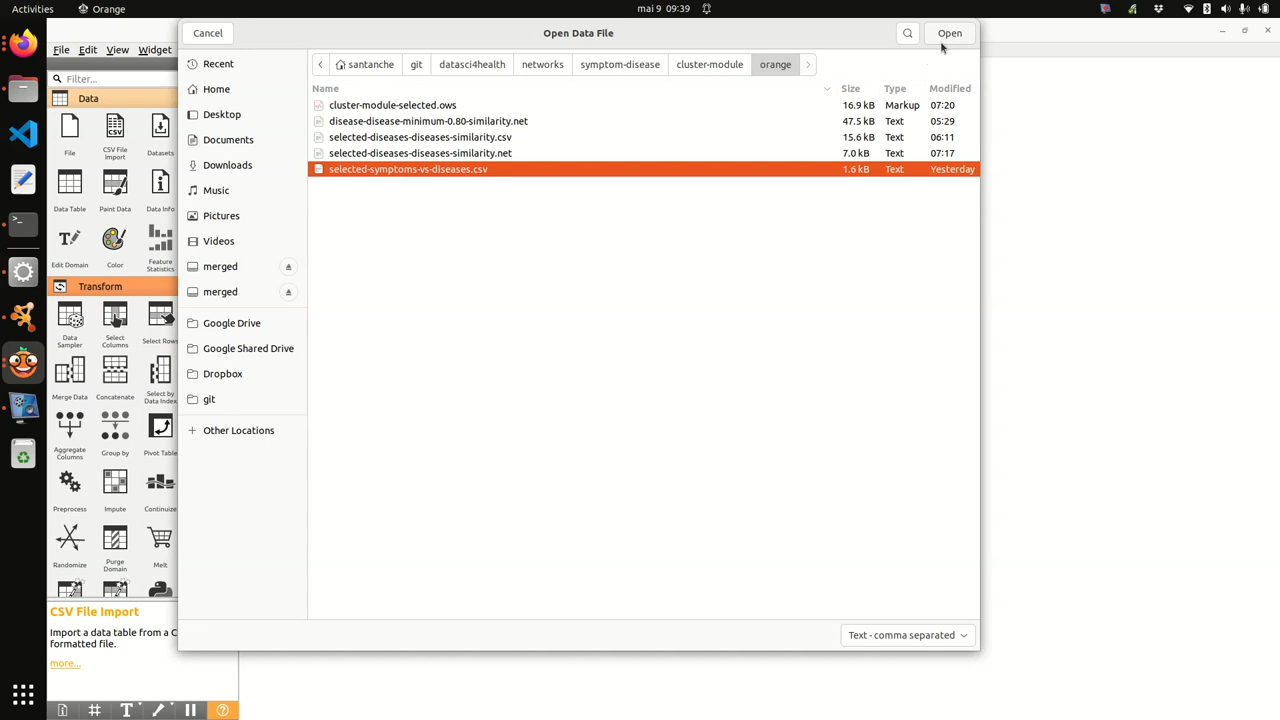 Activities Orange mai 9 09:39
File Edit View Widget
Filter...
Data
File CSV File Import Datasets
Data Table Paint Data Data Info
Edit Domain Color Feature Statistics
Transform
Data Sampler Select Columns Select Rows
Merge Data Concatenate Select by Data Index
Aggregate Columns Group by Pivot Table
Preprocess Impute Continuize
Randomize Purge Domain Melt
CSV File Import
Import a data table from a C
formatted file.
more...
Cancel Open Data File Open
santanche git datasci4health networks symptom-disease cluster-module orange
Recent
Home
Desktop
Documents
Downloads
Music
Pictures
Videos
merged
merged
Google Drive
Google Shared Drive
Dropbox
git
Other Locations
Name Size Type Modified
cluster-module-selected.ows 16.9 kB Markup 07:20
disease-disease-minimum-0.80-similarity.net 47.5 kB Text 05:29
selected-diseases-diseases-similarity.csv 15.6 kB Text 06:11
selected-diseases-diseases-similarity.net 7.0 kB Text 07:17
selected-symptoms-vs-diseases.csv 1.6 kB Text Yesterday
Text - comma separated